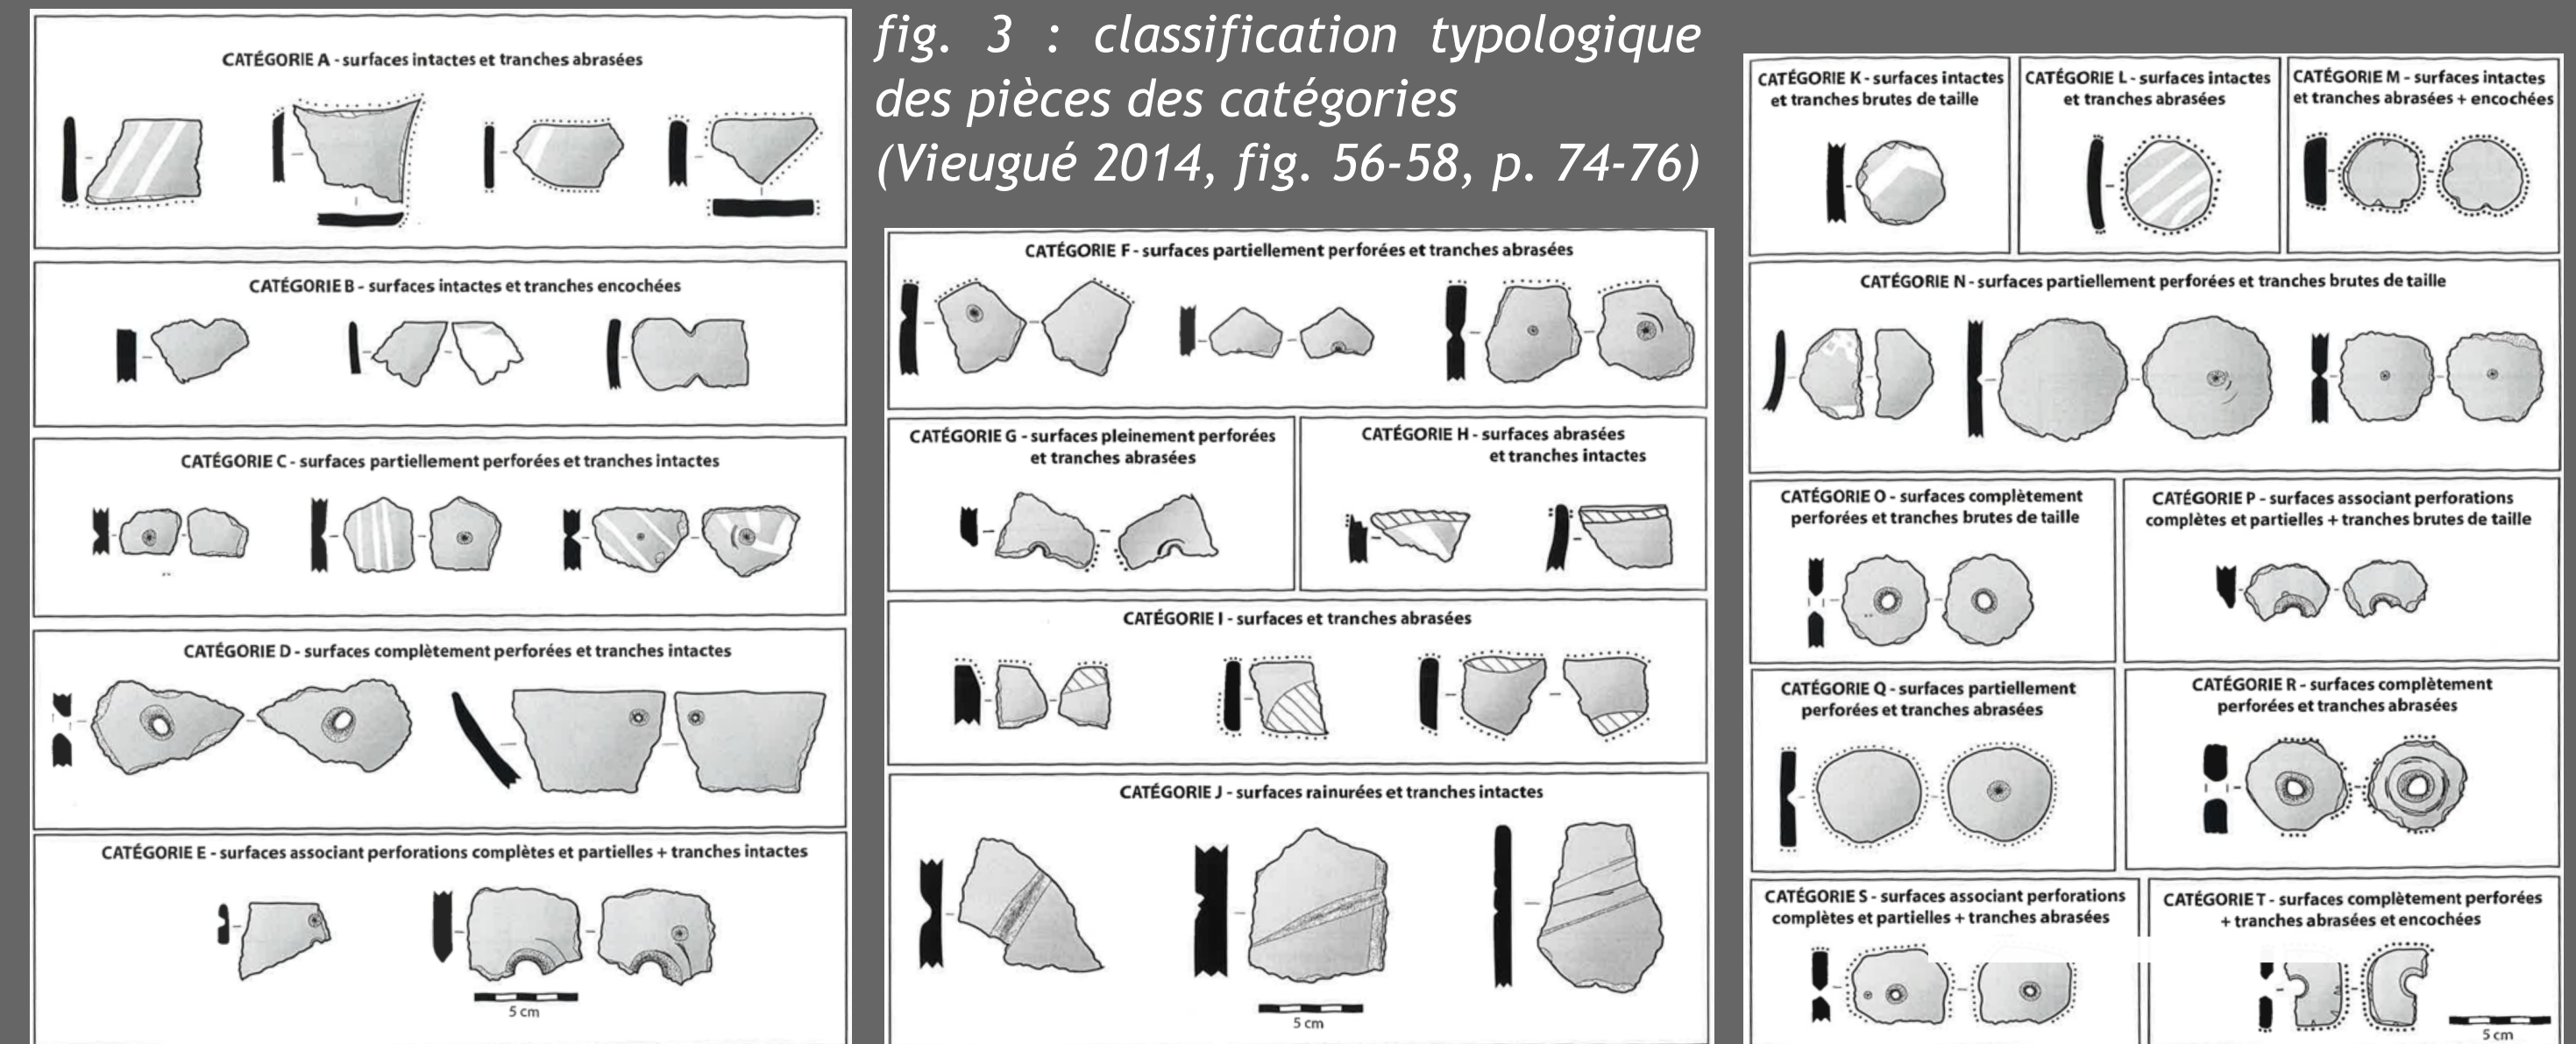 fig. 3 : classification typologique
des pièces des catégories
(Vieugué 2014, fig. 56-58, p. 74-76)
CATÉGORIE A - surfaces intactes et tranches abrasées
CATÉGORIE B - surfaces intactes et tranches encochées
CATÉGORIE C - surfaces partiellement perforées et tranches intactes
CATÉGORIE D - surfaces complètement perforées et tranches intactes
CATÉGORIE E - surfaces associant perforations complètes et partielles + tranches intactes
5 cm
CATÉGORIE F - surfaces partiellement perforées et tranches abrasées
CATÉGORIE G - surfaces pleinement perforées
et tranches abrasées
CATÉGORIE H - surfaces abrasées
et tranches intactes
CATÉGORIE I - surfaces et tranches abrasées
CATÉGORIE J - surfaces rainurées et tranches intactes
5 cm
CATÉGORIE K - surfaces intactes
et tranches brutes de taille
CATÉGORIE L - surfaces intactes
et tranches abrasées
CATÉGORIE M - surfaces intactes
et tranches abrasées + encochées
CATÉGORIE N - surfaces partiellement perforées et tranches brutes de taille
CATÉGORIE O - surfaces complètement
perforées et tranches brutes de taille
CATÉGORIE P - surfaces associant perforations
complètes et partielles + tranches brutes de taille
CATÉGORIE Q - surfaces partiellement
perforées et tranches abrasées
CATÉGORIE R - surfaces complètement
perforées et tranches abrasées
CATÉGORIE S - surfaces associant perforations
complètes et partielles + tranches abrasées
CATÉGORIE T - surfaces complètement perforées
+ tranches abrasées et encochées
5 cm